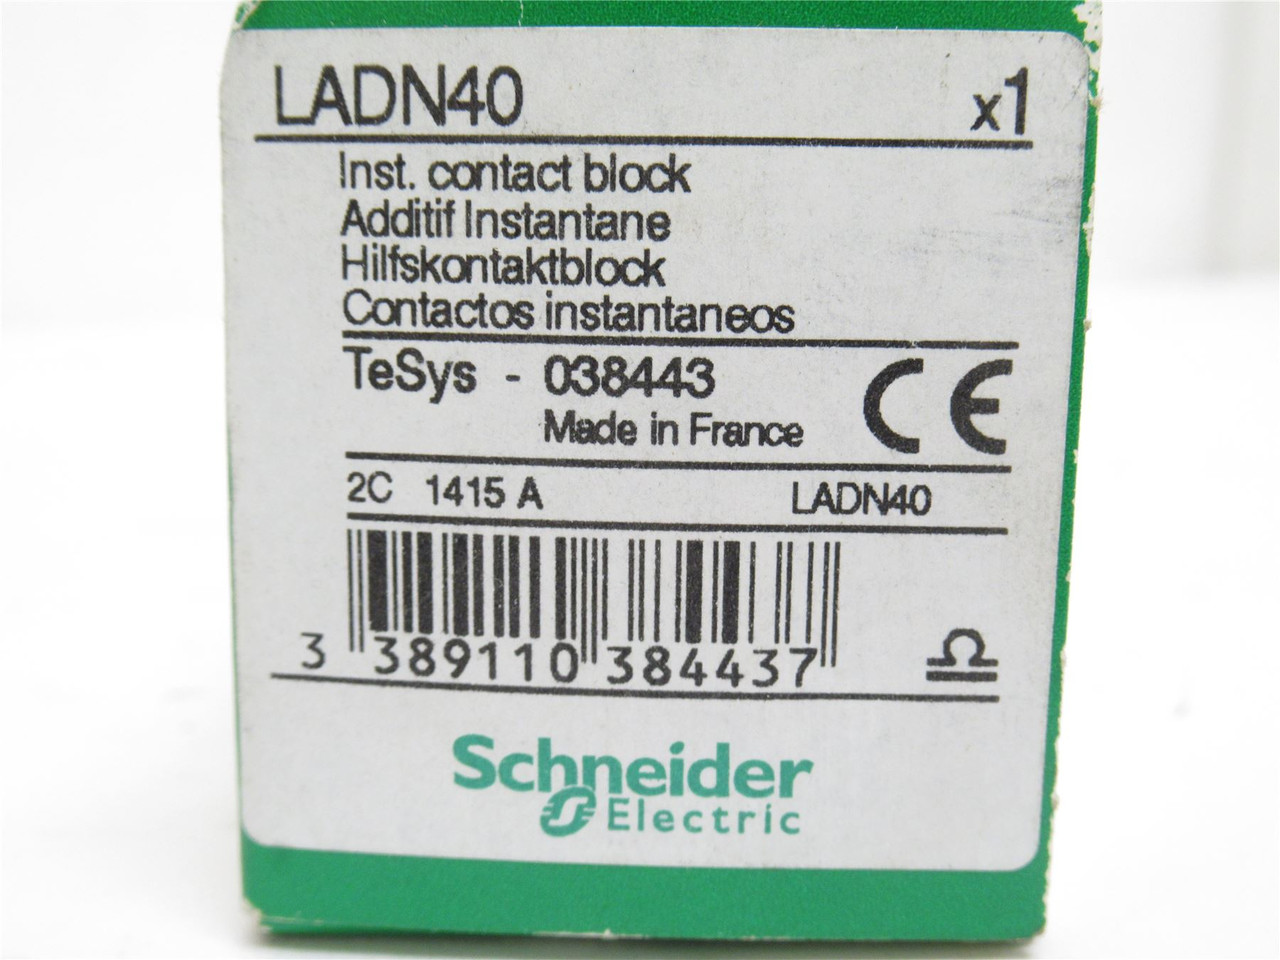 LADN40 x1
Inst. contact block
Additif Instantane
Hilfskontaktblock
Contactos instantaneos
TeSys - 038443
Made in France
CE
2C 1415 A LADN40
3 389110 384437
Schneider
Electric